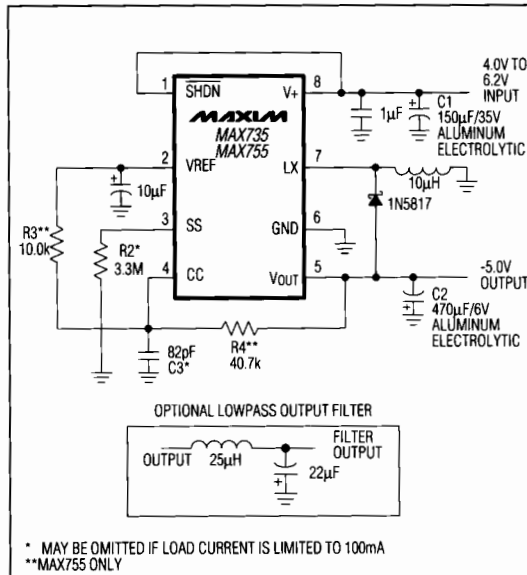 4.0V TO
6.2V
INPUT
1
SHDN
V+
8
MAXIM
MAX735
MAX755
1µF
C1
150µF/35V
ALUMINUM
ELECTROLYTIC
2
VREF
LX
7
10µF
10µH
1N5817
R3**
10.0k
R2*
3.3M
3
SS
GND
6
4
CC
VOUT
5
-5.0V
OUTPUT
C2
470µF/6V
ALUMINUM
ELECTROLYTIC
82pF
C3*
R4**
40.7k
OPTIONAL LOWPASS OUTPUT FILTER
OUTPUT
25µH
FILTER
OUTPUT
22µF
* MAY BE OMITTED IF LOAD CURRENT IS LIMITED TO 100mA
**MAX755 ONLY